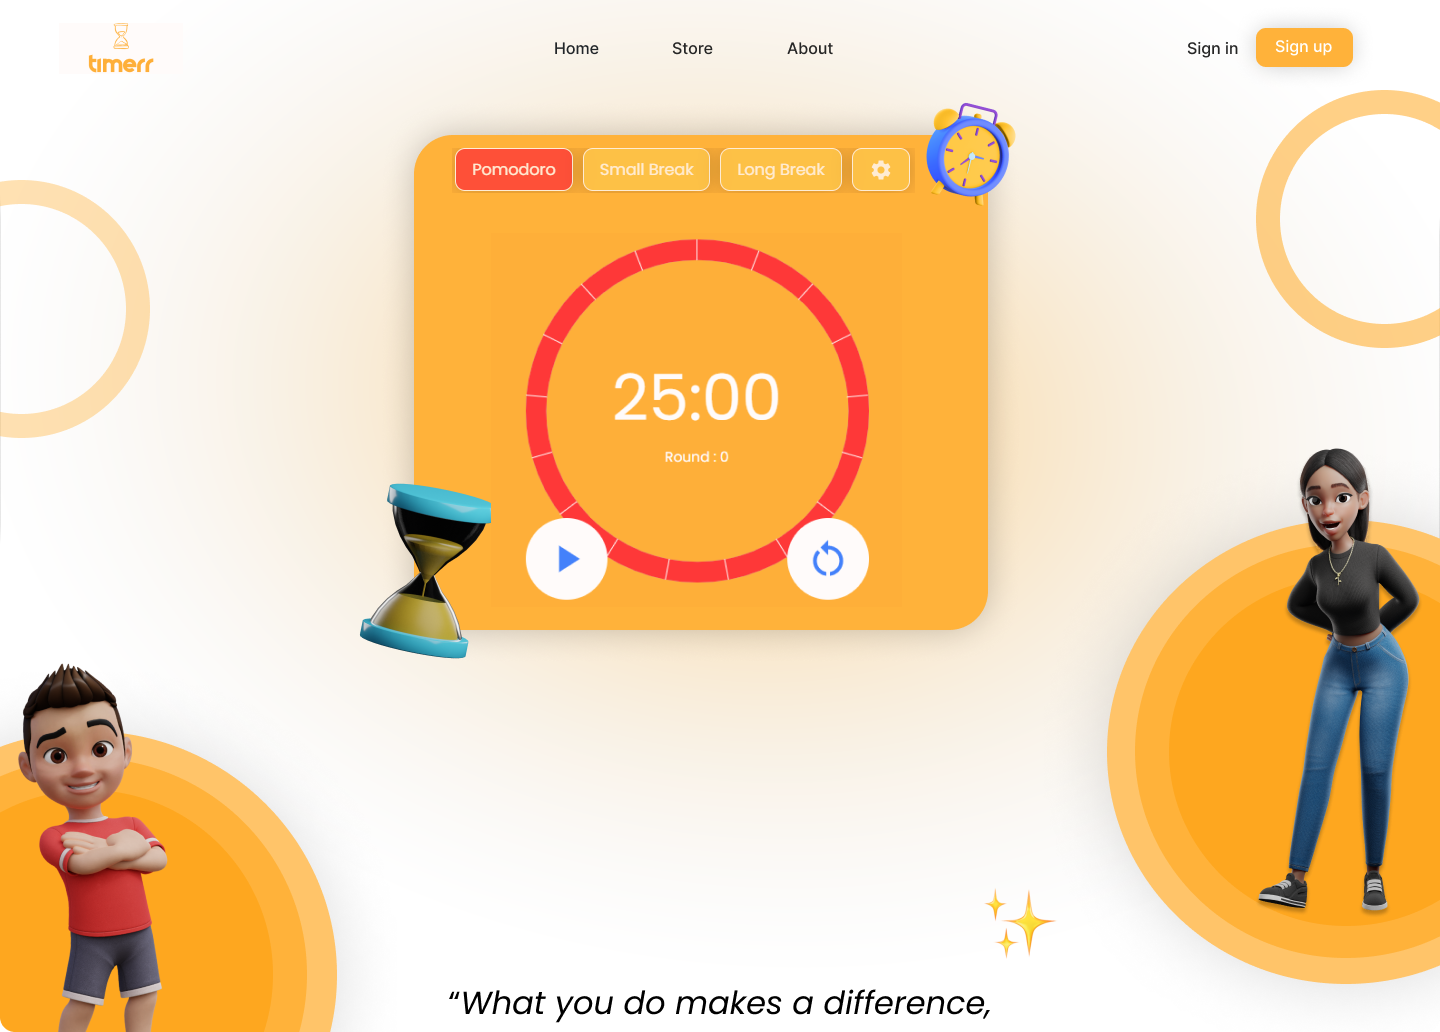 timerr
Home
Store
About
Sign in
Sign up
Pomodoro
Small Break
Long Break
25:00
Round : 0
“What you do makes a difference,